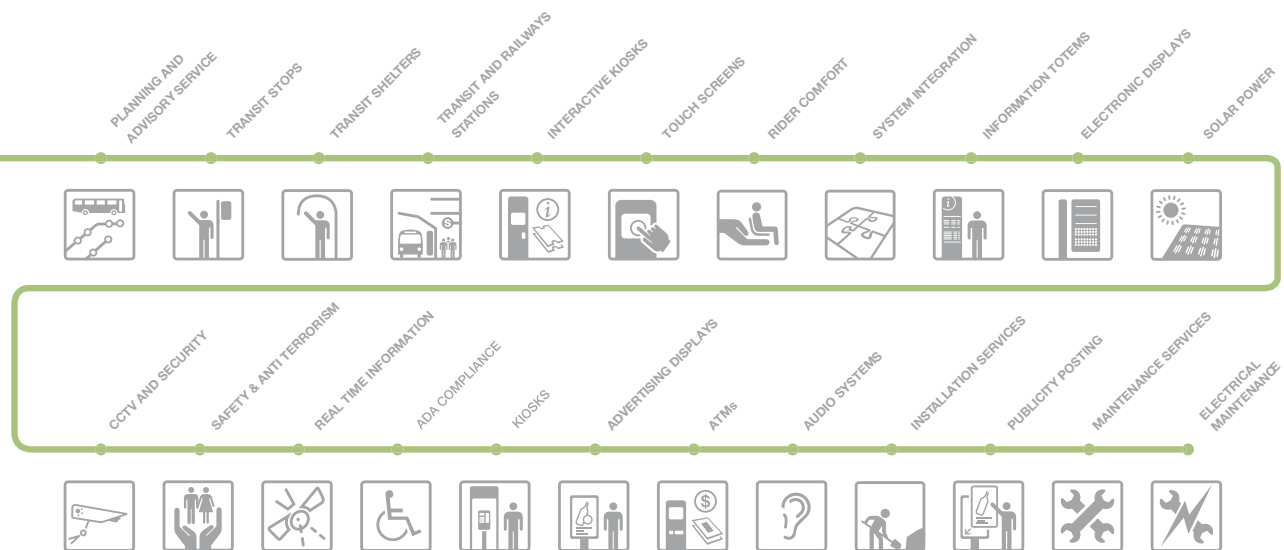 PLANNING AND
ADVISORY SERVICE
TRANSIT STOPS
TRANSIT SHELTERS
TRANSIT AND RAILWAYS
STATIONS
INTERACTIVE KIOSKS
TOUCH SCREENS
RIDER COMFORT
SYSTEM INTEGRATION
INFORMATION TOTEMS
ELECTRONIC DISPLAYS
SOLAR POWER
$
i
i
CCTV AND SECURITY
SAFETY & ANTI TERRORISM
REAL TIME INFORMATION
ADA COMPLIANCE
KIOSKS
ADVERTISING DISPLAYS
ATMs
AUDIO SYSTEMS
INSTALLATION SERVICES
PUBLICITY POSTING
MAINTENANCE SERVICES
ELECTRICAL
MAINTENANCE
$